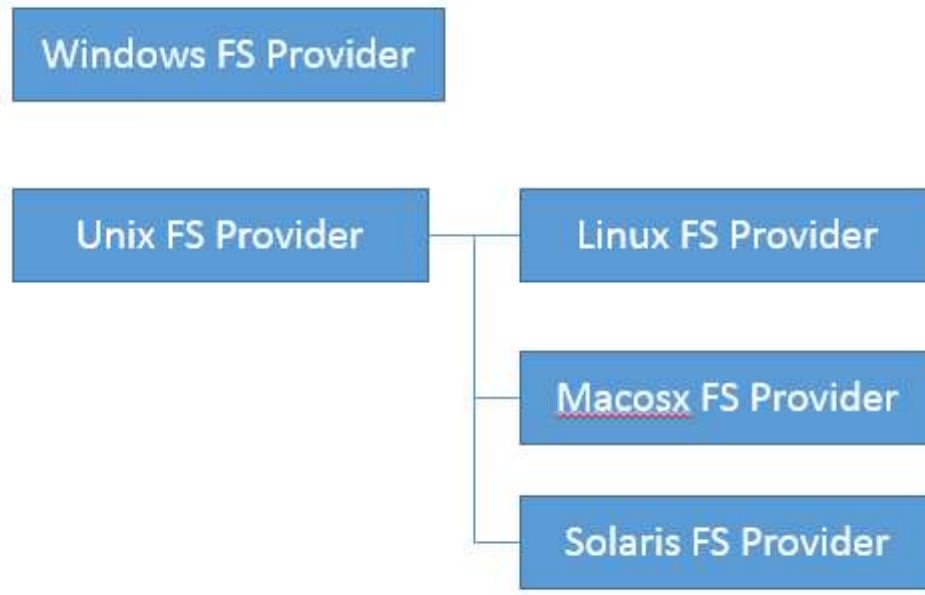 Windows FS Provider
Unix FS Provider
Linux FS Provider
Macosx FS Provider
Solaris FS Provider